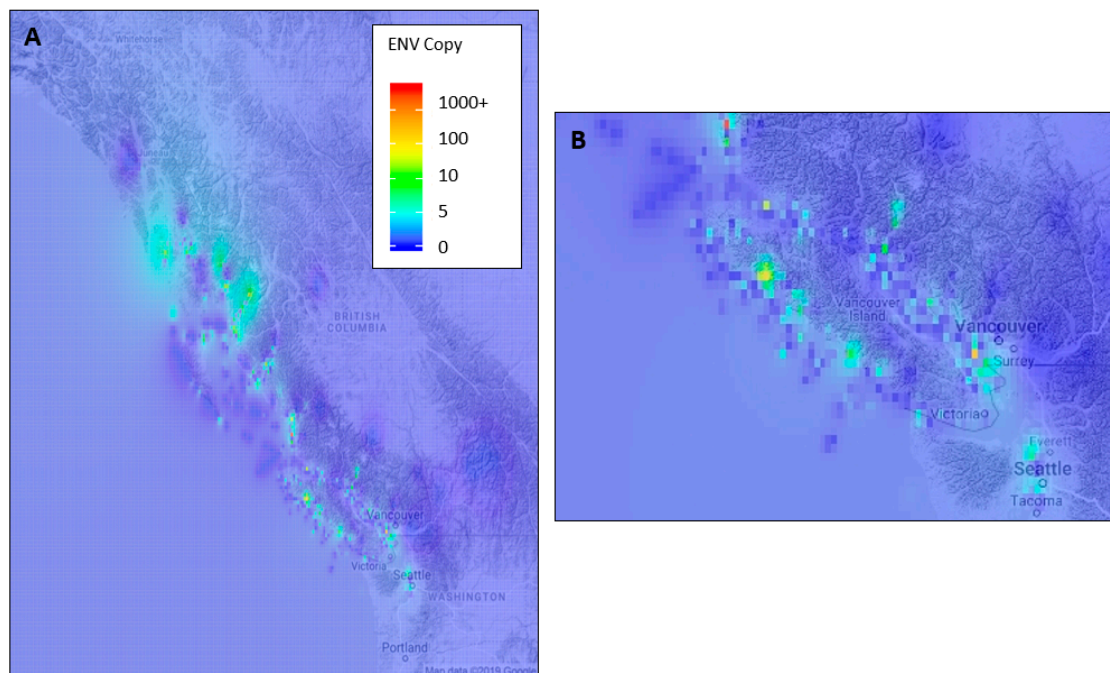 A
Whitehorse
ENV Copy
1000+
100
10
5
0
Juneau
BRITISH
COLUMBIA
Vancouver
Victoria
Seattle
WASHINGTON
Portland
Map data ©2019 Google
B
Vancouver
Island
Vancouver
Surrey
Victoria
Everett
Seattle
Tacoma